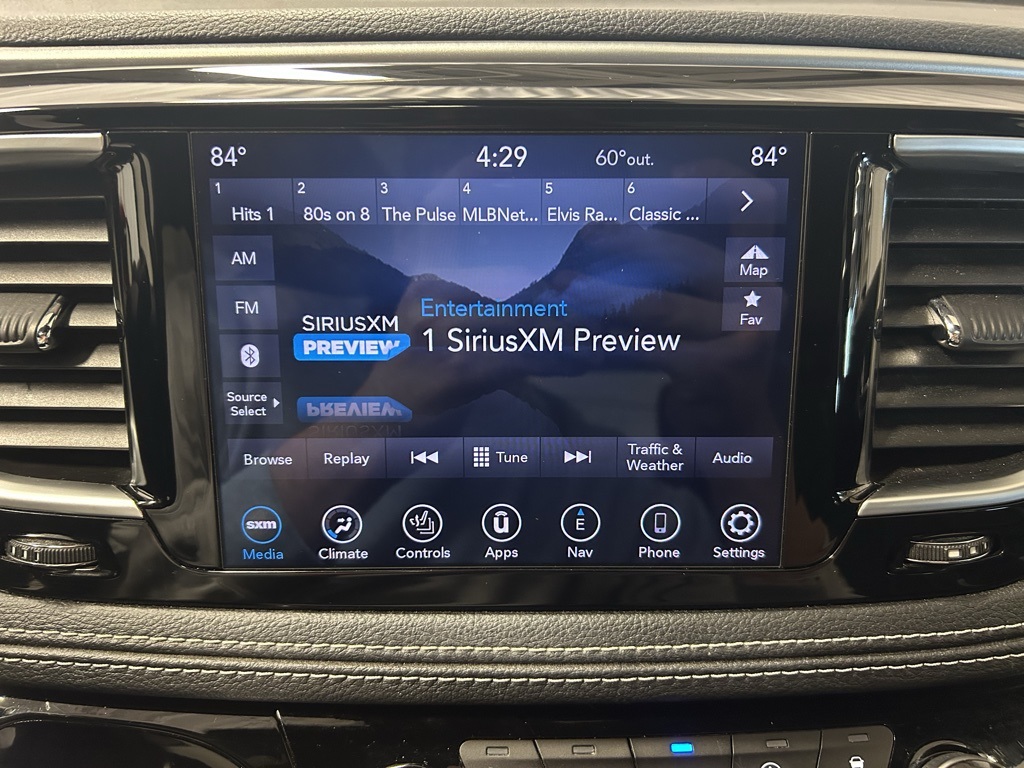 84° 4:29 60°out. 84°
1 2 3 4 5 6
Hits 1 80s on 8 The Pulse MLBNet... Elvis Ra... Classic ...
AM
Map
FM
Fav
Entertainment
SIRIUSXM
PREVIEW
1 SiriusXM Preview
Source
Select
Browse Replay Tune Traffic &
Weather Audio
sxm U E
Media Climate Controls Apps Nav Phone Settings